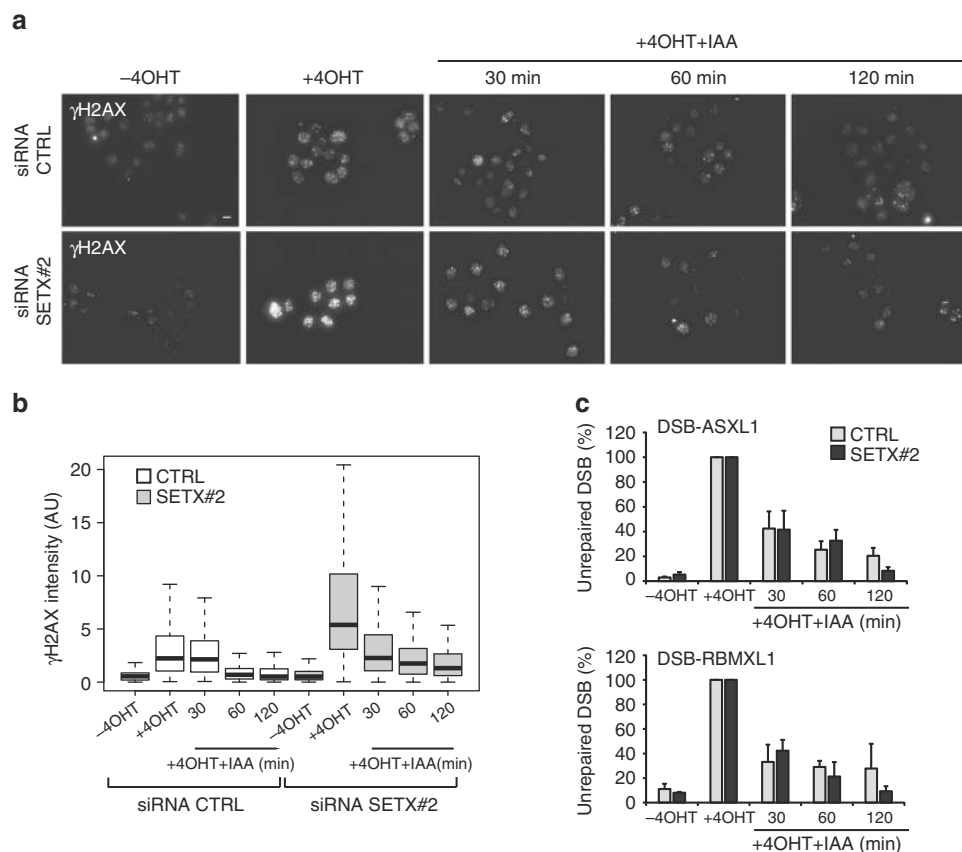 a
+4OHT+IAA
–4OHT
+4OHT
30 min
60 min
120 min
siRNA
CTRL
γH2AX
siRNA
SETX#2
γH2AX
b
γH2AX intensity (AU)
20
15
10
5
0
CTRL
SETX#2
–4OHT
+4OHT
30
60
120
–4OHT
+4OHT
30
60
120
+4OHT+IAA (min)
+4OHT+IAA(min)
siRNA CTRL
siRNA SETX#2
c
DSB-ASXL1
CTRL
SETX#2
Unrepaired DSB (%)
120
100
80
60
40
20
0
–4OHT
+4OHT
30
60
120
+4OHT+IAA (min)
DSB-RBMXL1
Unrepaired DSB (%)
120
100
80
60
40
20
0
–4OHT
+4OHT
30
60
120
+4OHT+IAA (min)